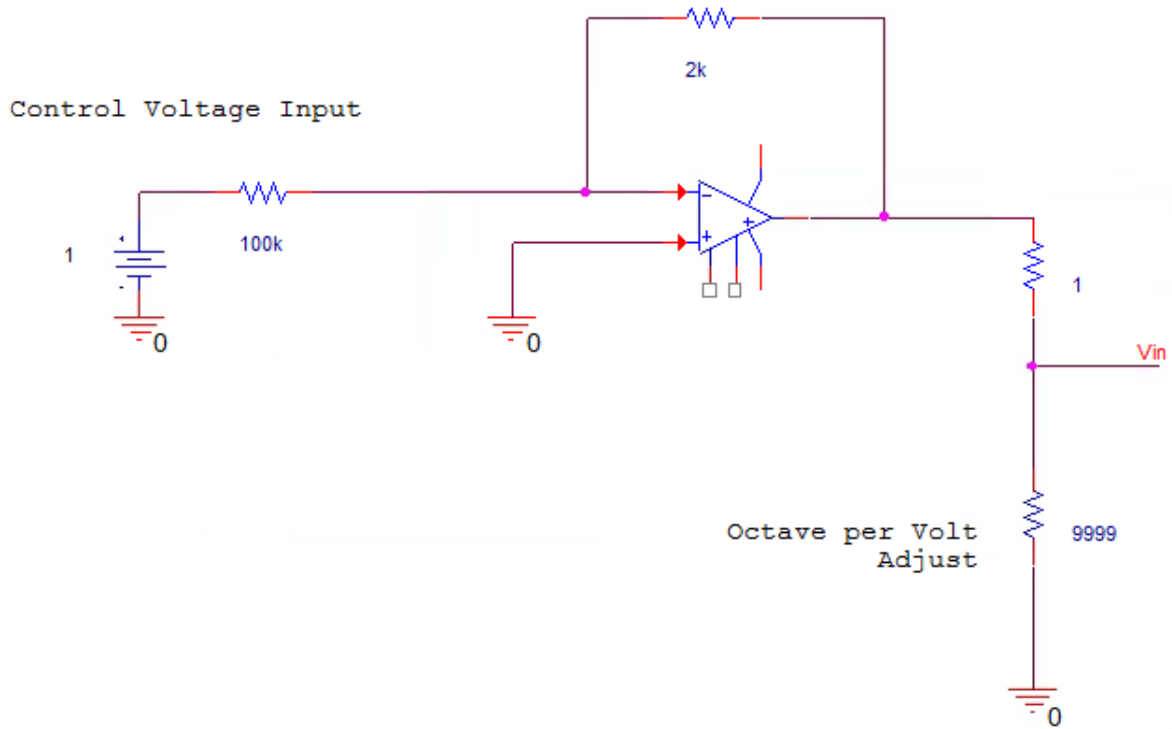 2k
Control Voltage Input
100k
1
0
0
1
Vin
Octave per Volt
Adjust
9999
0